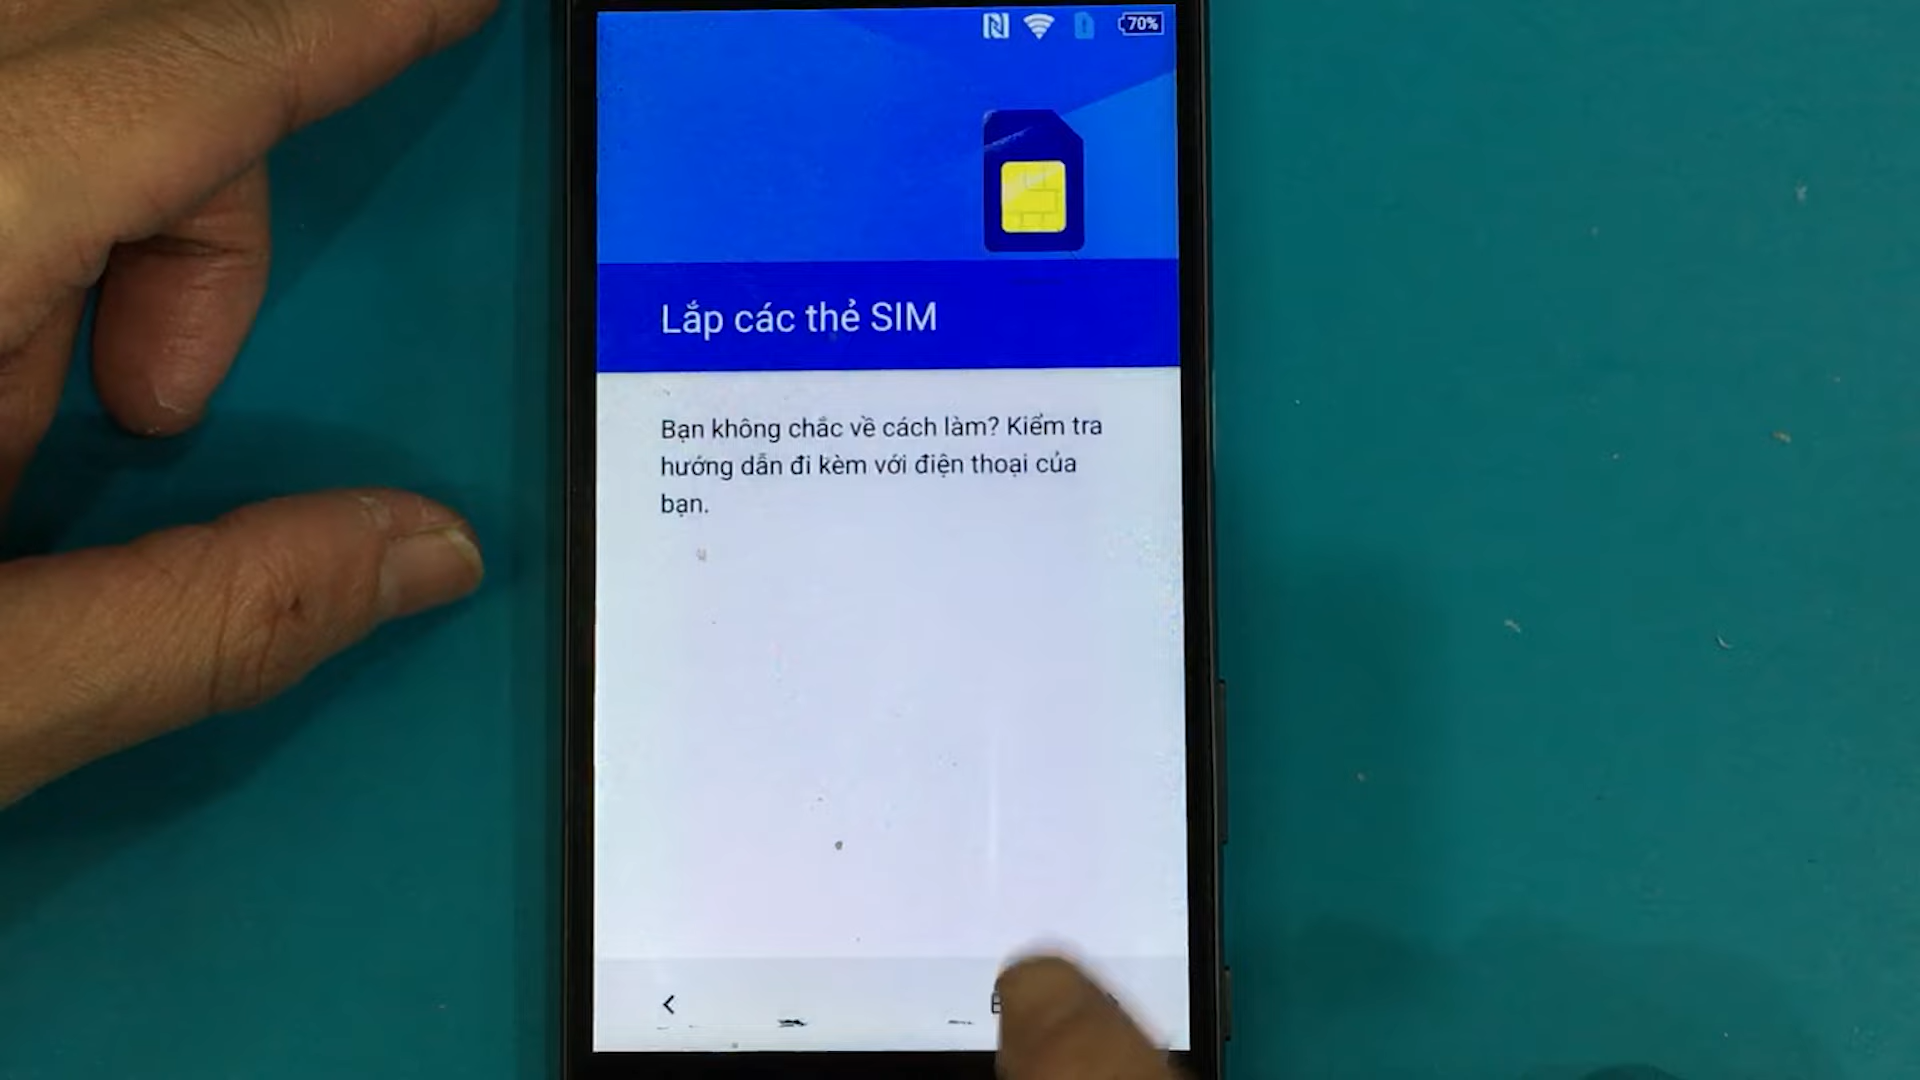 70%
Lắp các thẻ SIM
Bạn không chắc về cách làm? Kiểm tra
hướng dẫn đi kèm với điện thoại của
bạn.